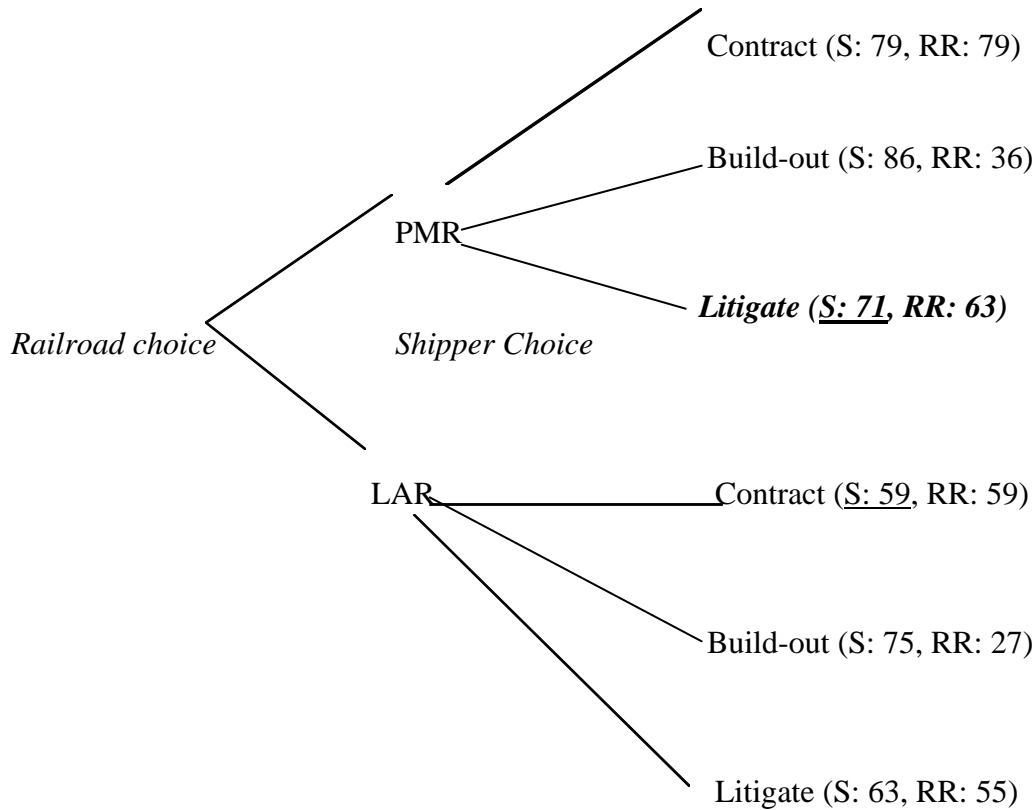 Contract (S: 79, RR: 79)
Build-out (S: 86, RR: 36)
PMR
Litigate (S: 71, RR: 63)
Railroad choice
Shipper Choice
LAR
Contract (S: 59, RR: 59)
Build-out (S: 75, RR: 27)
Litigate (S: 63, RR: 55)